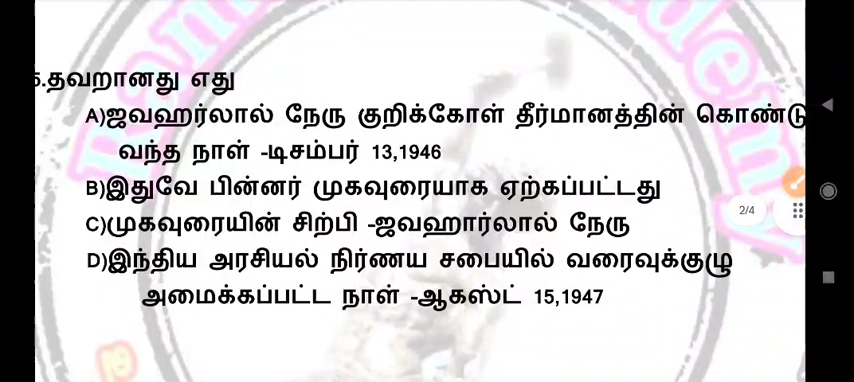 5.தவறானது எது
A)ஜவஹர்லால் நேரு குறிக்கோள் தீர்மானத்தின் கொண்டு
வந்த நாள் -டிசம்பர் 13,1946
B)இதுவே பின்னர் முகவுரையாக ஏற்கப்பட்டது
C)முகவுரையின் சிற்பி -ஜவஹார்லால் நேரு
2/4
D)இந்திய அரசியல் நிர்ணய சபையில் வரைவுக்குழு
அமைக்கப்பட்ட நாள் -ஆகஸ்ட் 15,1947